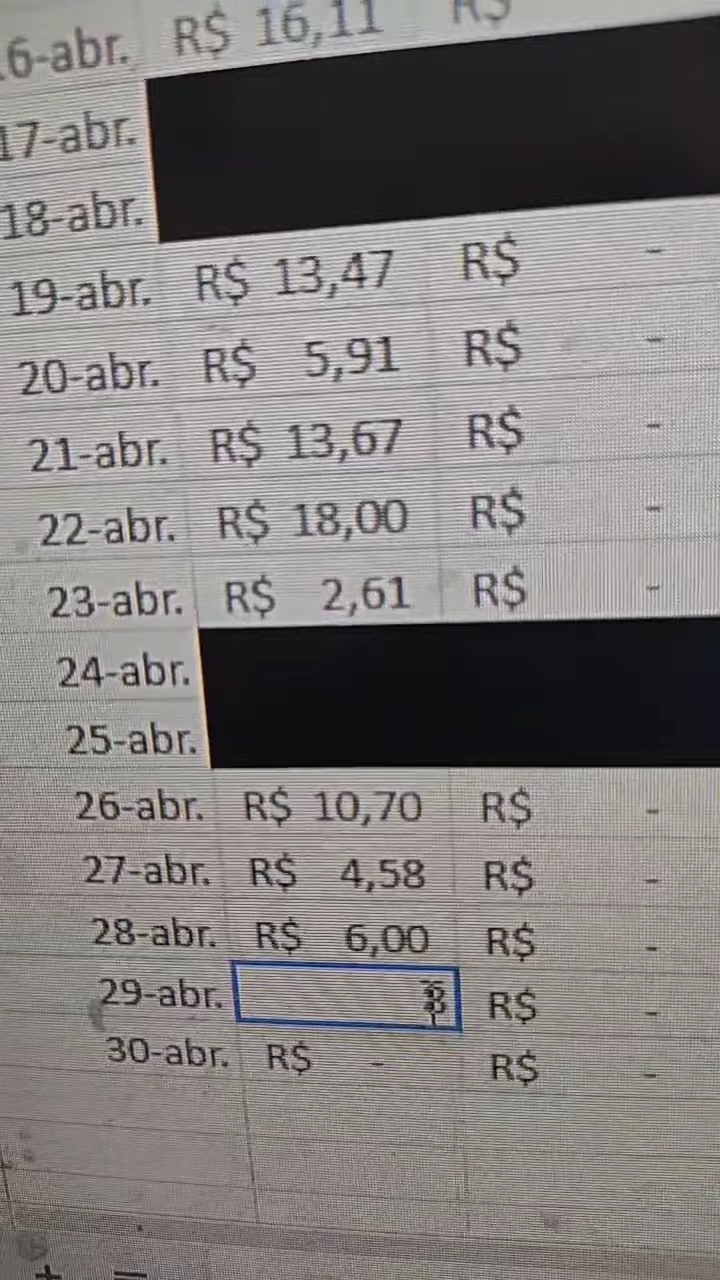 6-abr. R$ 16,11 R$
17-abr.
18-abr.
19-abr. R$ 13,47 R$ -
20-abr. R$ 5,91 R$ -
21-abr. R$ 13,67 R$ -
22-abr. R$ 18,00 R$ -
23-abr. R$ 2,61 R$ -
24-abr.
25-abr.
26-abr. R$ 10,70 R$ -
27-abr. R$ 4,58 R$ -
28-abr. R$ 6,00 R$ -
29-abr. R$ -
30-abr. R$ - R$ -